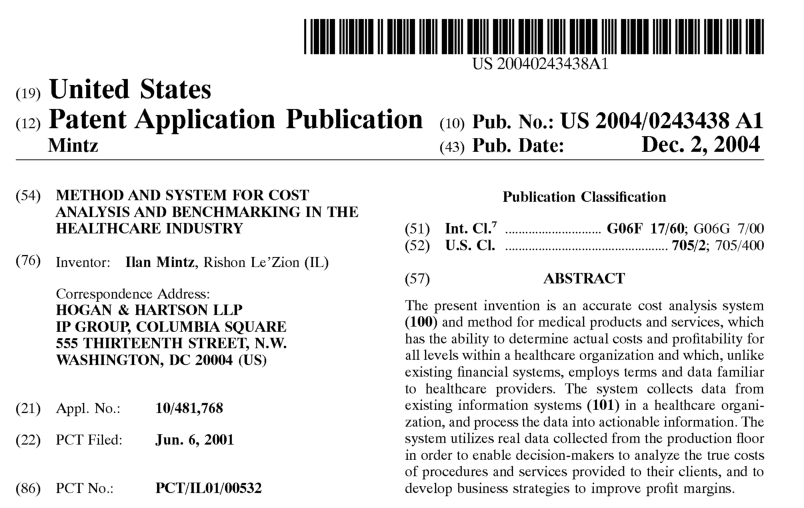 US 20040243438A1
(19) United States
(12) Patent Application Publication
Mintz
(10) Pub. No.: US 2004/0243438 A1
(43) Pub. Date: Dec. 2, 2004
(54) METHOD AND SYSTEM FOR COST
ANALYSIS AND BENCHMARKING IN THE
HEALTHCARE INDUSTRY
(76) Inventor: Ilan Mintz, Rishon Le'Zion (IL)
Correspondence Address:
HOGAN & HARTSON LLP
IP GROUP, COLUMBIA SQUARE
555 THIRTEENTH STREET, N.W.
WASHINGTON, DC 20004 (US)
(21) Appl. No.: 10/481,768
(22) PCT Filed: Jun. 6, 2001
(86) PCT No.: PCT/IL01/00532
Publication Classification
(51) Int. Cl.7 ............................. G06F 17/60; G06G 7/00
(52) U.S. Cl. ................................................. 705/2; 705/400
(57) ABSTRACT
The present invention is an accurate cost analysis system
(100) and method for medical products and services, which
has the ability to determine actual costs and profitability for
all levels within a healthcare organization and which, unlike
existing financial systems, employs terms and data familiar
to healthcare providers. The system collects data from
existing information systems (101) in a healthcare organi-
zation, and process the data into actionable information. The
system utilizes real data collected from the production floor
in order to enable decision-makers to analyze the true costs
of procedures and services provided to their clients, and to
develop business strategies to improve profit margins.